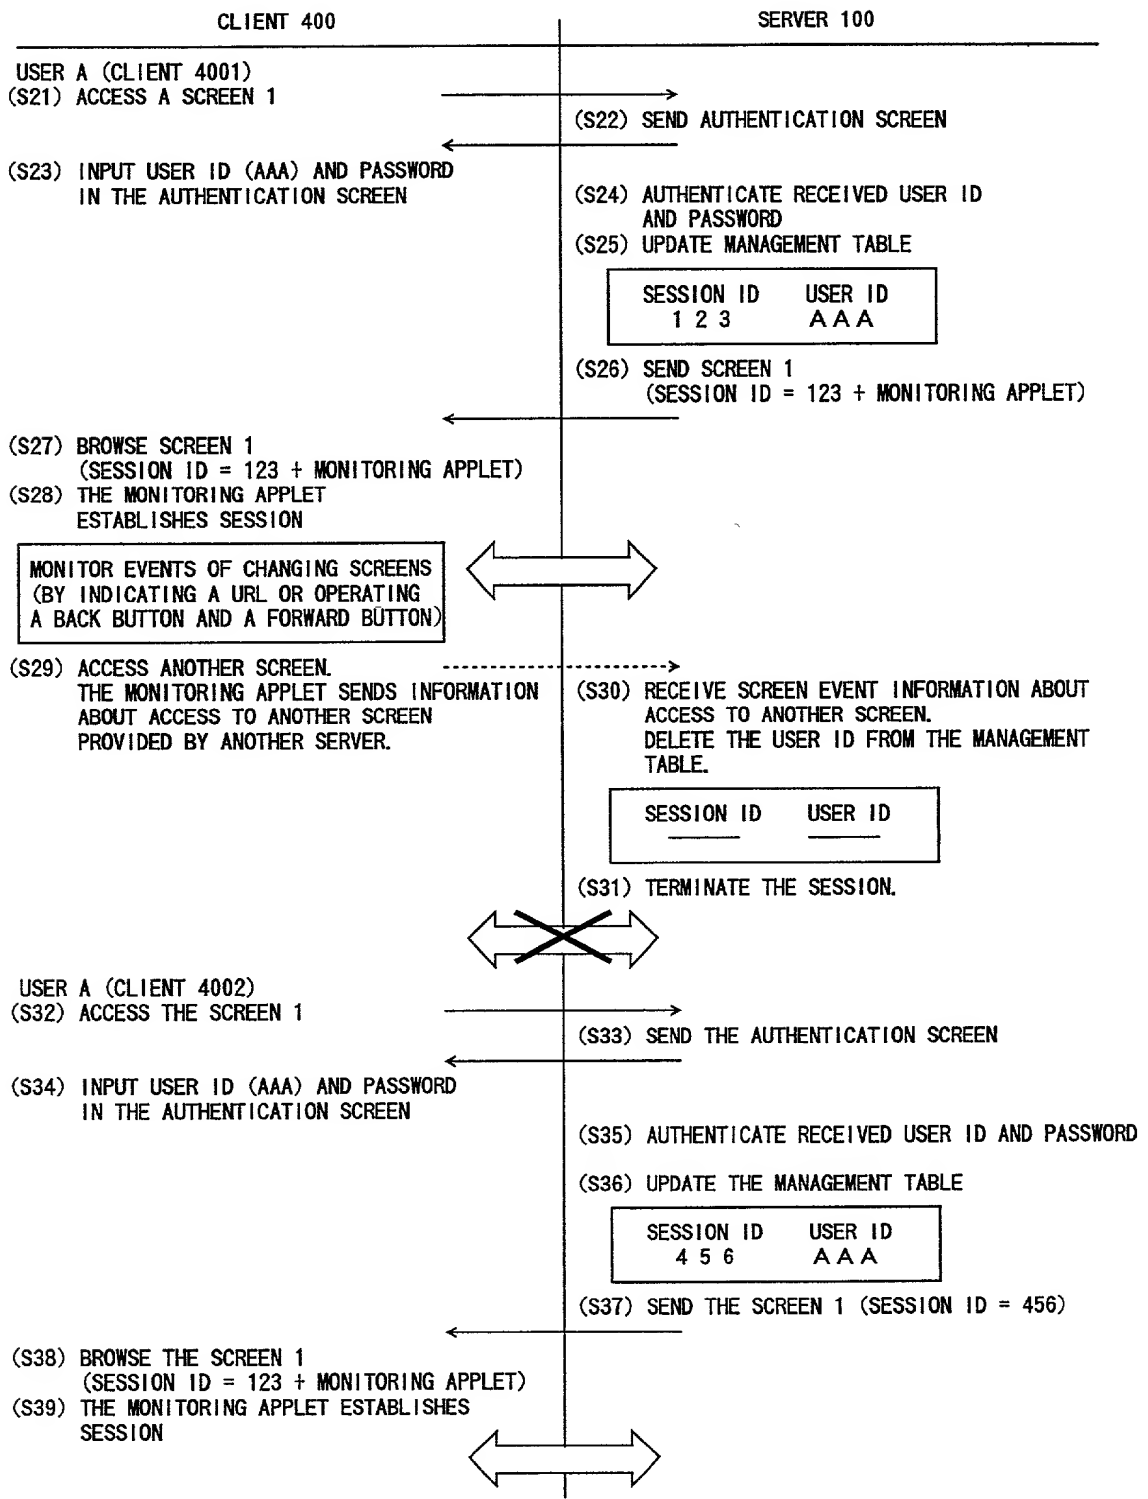 CLIENT 400
SERVER 100
USER A (CLIENT 4001)
(S21) ACCESS A SCREEN 1
(S22) SEND AUTHENTICATION SCREEN
(S23) INPUT USER ID (AAA) AND PASSWORD
IN THE AUTHENTICATION SCREEN
(S24) AUTHENTICATE RECEIVED USER ID
AND PASSWORD
(S25) UPDATE MANAGEMENT TABLE
SESSION ID USER ID
1 2 3 AAA
(S26) SEND SCREEN 1
(SESSION ID = 123 + MONITORING APPLET)
(S27) BROWSE SCREEN 1
(SESSION ID = 123 + MONITORING APPLET)
(S28) THE MONITORING APPLET
ESTABLISHES SESSION
MONITOR EVENTS OF CHANGING SCREENS
(BY INDICATING A URL OR OPERATING
A BACK BUTTON AND A FORWARD BUTTON)
(S29) ACCESS ANOTHER SCREEN.
THE MONITORING APPLET SENDS INFORMATION
ABOUT ACCESS TO ANOTHER SCREEN
PROVIDED BY ANOTHER SERVER.
(S30) RECEIVE SCREEN EVENT INFORMATION ABOUT
ACCESS TO ANOTHER SCREEN.
DELETE THE USER ID FROM THE MANAGEMENT
TABLE.
SESSION ID USER ID
(S31) TERMINATE THE SESSION.
USER A (CLIENT 4002)
(S32) ACCESS THE SCREEN 1
(S33) SEND THE AUTHENTICATION SCREEN
(S34) INPUT USER ID (AAA) AND PASSWORD
IN THE AUTHENTICATION SCREEN
(S35) AUTHENTICATE RECEIVED USER ID AND PASSWORD
(S36) UPDATE THE MANAGEMENT TABLE
SESSION ID USER ID
4 5 6 AAA
(S37) SEND THE SCREEN 1 (SESSION ID = 456)
(S38) BROWSE THE SCREEN 1
(SESSION ID = 123 + MONITORING APPLET)
(S39) THE MONITORING APPLET ESTABLISHES
SESSION